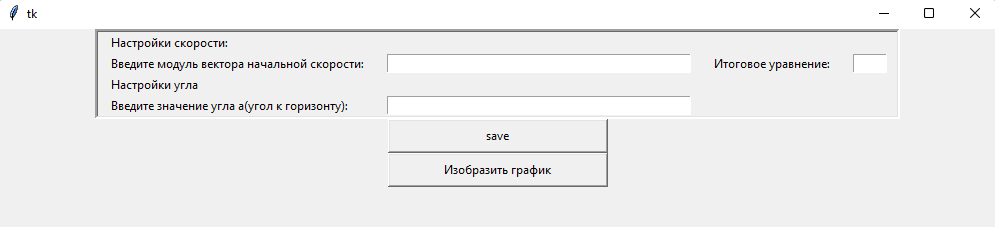 tk
Настройки скорости:
Введите модуль вектора начальной скорости: Итоговое уравнение:
Настройки угла
Введите значение угла а(угол к горизонту):
save
Изобразить график